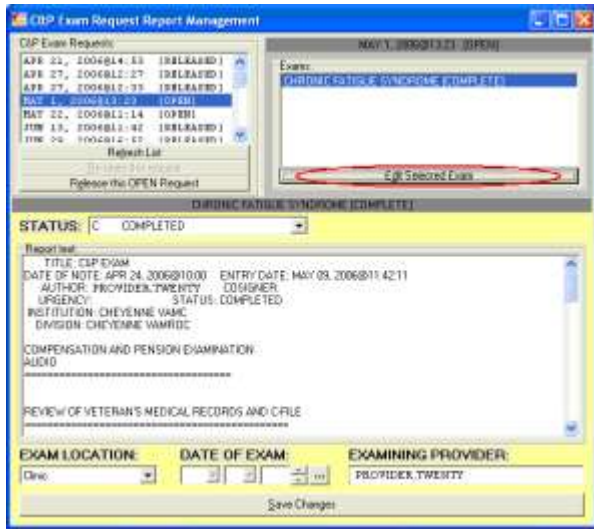 C&P Exam Request Report Management
C&P Exam Requests
APR 21, 2006@14:53 [RELEASED]
APR 27, 2006@12:27 [RELEASED]
APR 27, 2006@12:33 [RELEASED]
MAY 1, 2006@13:23 [OPEN]
MAY 22, 2006@11:14 [OPEN]
JUN 13, 2006@11:42 [RELEASED]
Refresh List
Release this OPEN Request
MAY 1, 2006@13:23 [OPEN]
Exams:
CHRONIC FATIGUE SYNDROME [COMPLETE]
Edit Selected Exam
CHRONIC FATIGUE SYNDROME [COMPLETE]
STATUS: C COMPLETED
Report text
TITLE: C&P EXAM
DATE OF NOTE: APR 24, 2006@10:00 ENTRY DATE: MAY 09, 2006@11:42:11
AUTHOR: PROVIDER,TWENTY COSIGNER:
URGENCY: STATUS: COMPLETED
INSTITUTION: CHEYENNE VAMC
DIVISION: CHEYENNE VAMROC
COMPENSATION AND PENSION EXAMINATION
AUDIO
REVIEW OF VETERAN'S MEDICAL RECORDS AND C-FILE
EXAM LOCATION: DATE OF EXAM: EXAMINING PROVIDER:
Clinic PROVIDER,TWENTY
Save Changes